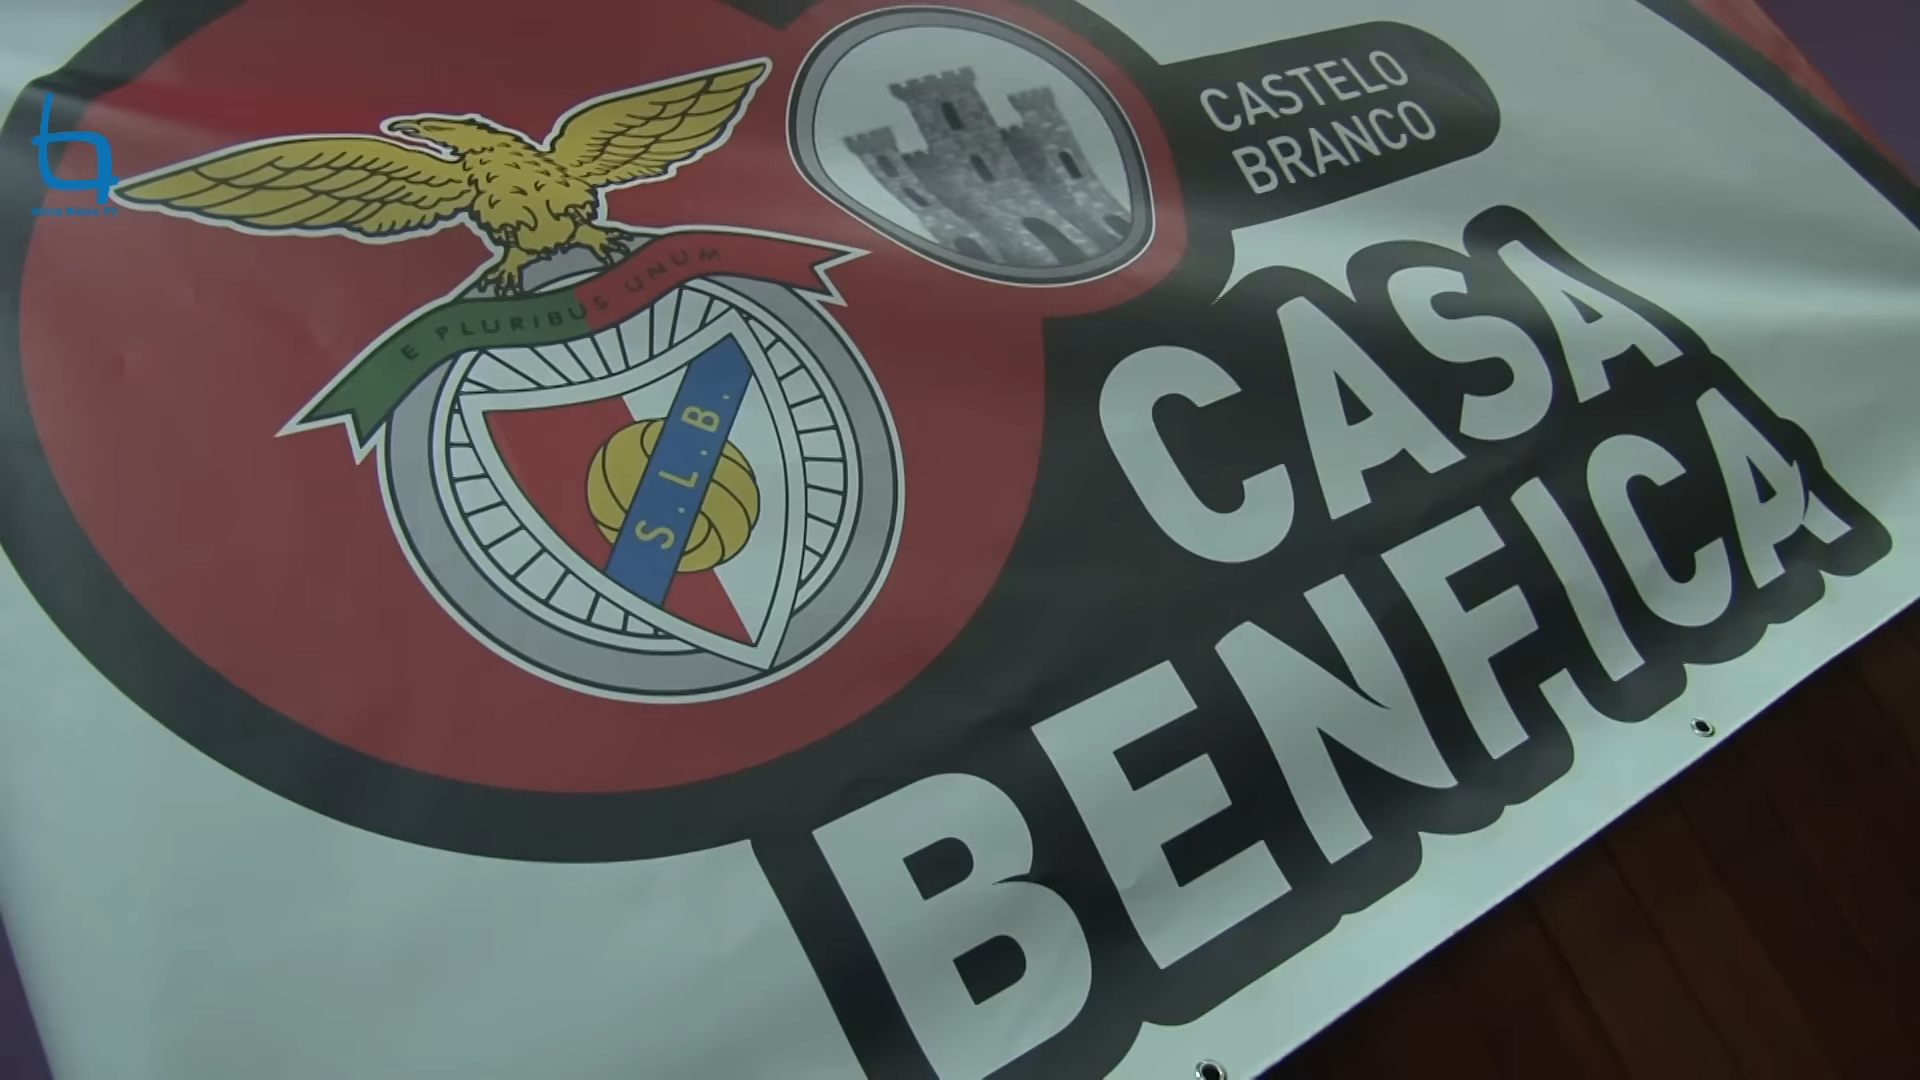 CASTELO
BRANCO
E PLURIBUS UNUM
S.L.B.
CASA
BENFICA